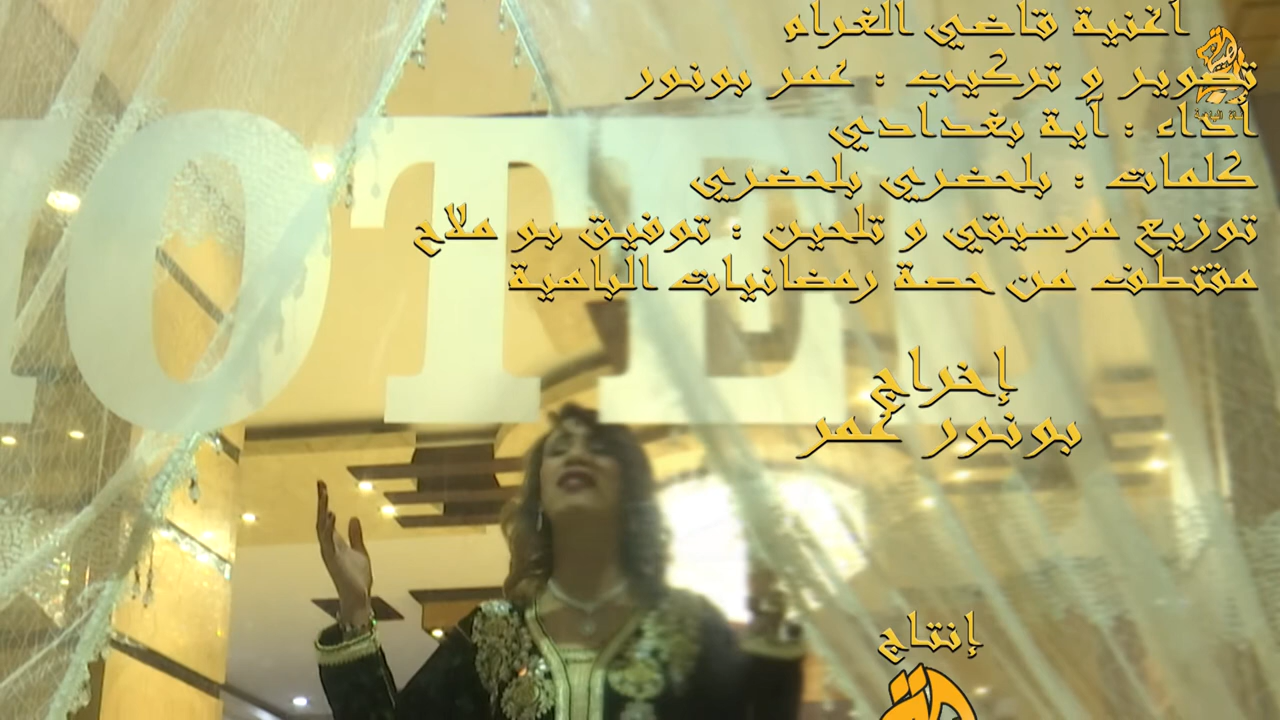 أغنية قاضي الغرام
تصوير و تركيب : عمر بونور
أداء : آية بغدادي
كلمات : بلحضري بلحضري
توزيع موسيقي و تلحين : توفيق بو ملاح
مقتطف من حصة رمضانيات الباهية
إخراج
بونور عمر
إنتاج
HOTEL